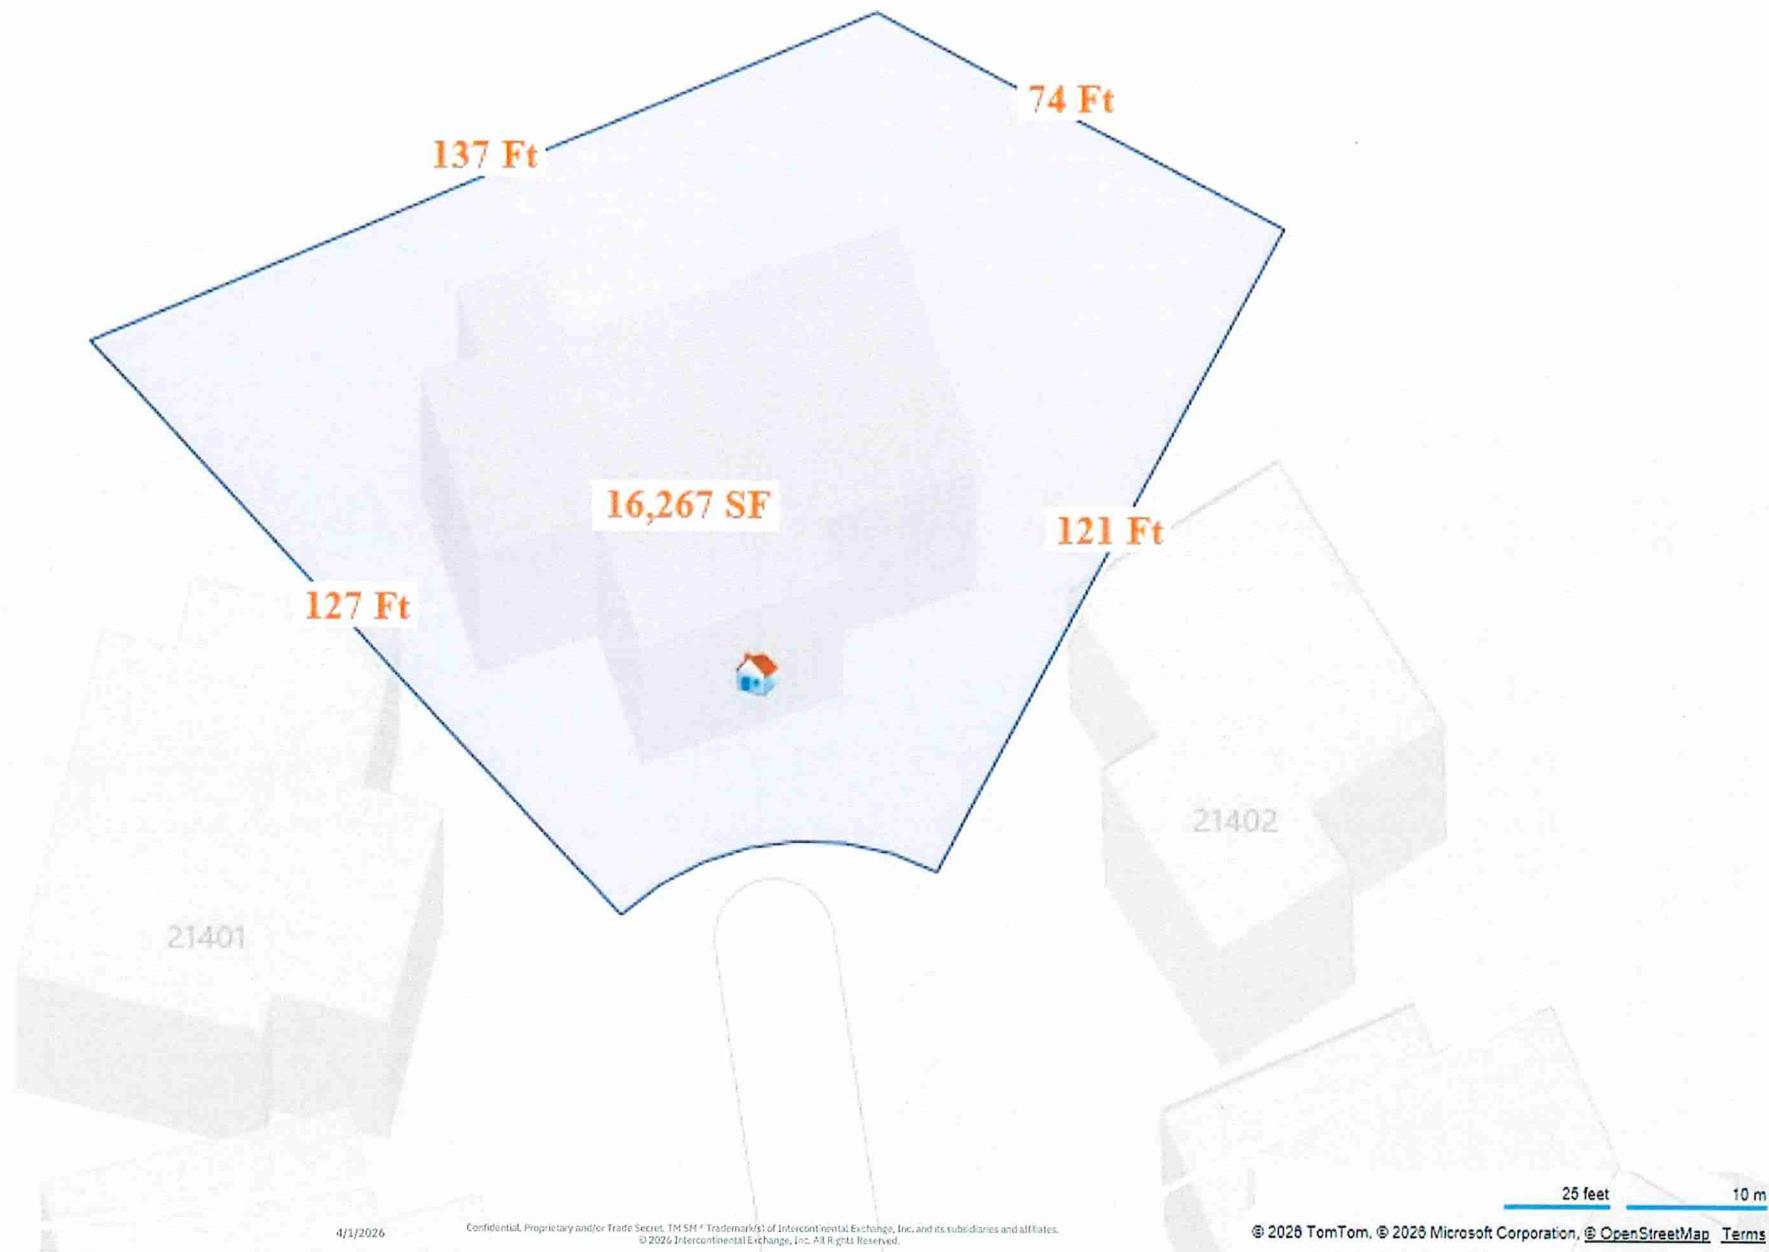 74 Ft
137 Ft
16,267 SF
121 Ft
127 Ft
21402
21401
25 feet
10 m
4/1/2026
Confidential, Proprietary and/or Trade Secret. TM SM ® Trademark(s) of Intercontinental Exchange, Inc. and its subsidiaries and affiliates.
© 2026 Intercontinental Exchange, Inc. All Rights Reserved.
© 2026 TomTom, © 2026 Microsoft Corporation, © OpenStreetMap Terms